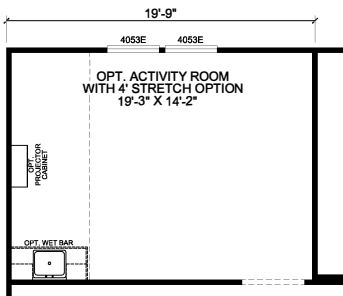 19'-9"
4053E 4053E
OPT. ACTIVITY ROOM
WITH 4' STRETCH OPTION
19'-3" X 14'-2"
OPT.
PROJECTOR
CABINET
OPT. WET BAR